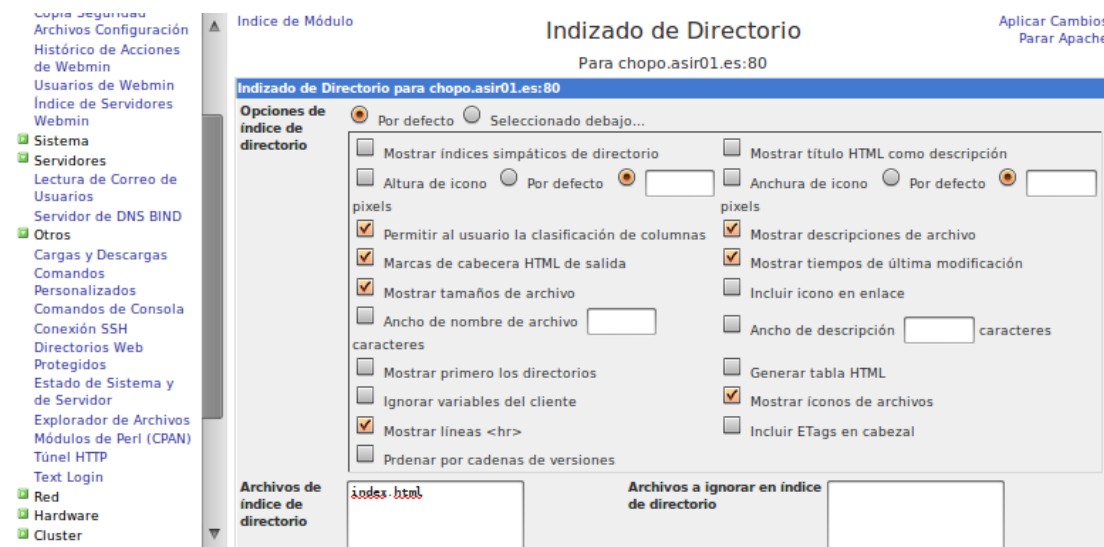 Copia Seguridad
Archivos Configuración
Histórico de Acciones
de Webmin
Usuarios de Webmin
Índice de Servidores
Webmin
Sistema
Servidores
Lectura de Correo de
Usuarios
Servidor de DNS BIND
Otros
Cargas y Descargas
Comandos
Personalizados
Comandos de Consola
Conexión SSH
Directorios Web
Protegidos
Estado de Sistema y
de Servidor
Explorador de Archivos
Módulos de Perl (CPAN)
Túnel HTTP
Text Login
Red
Hardware
Cluster
Indice de Módulo
Indizado de Directorio
Aplicar Cambios
Parar Apache
Para chopo.asir01.es:80
Indizado de Directorio para chopo.asir01.es:80
Opciones de
índice de
directorio
Por defecto Seleccionado debajo...
Mostrar índices simpáticos de directorio Mostrar título HTML como descripción
Altura de icono Por defecto Anchura de icono Por defecto
pixels pixels
Permitir al usuario la clasificación de columnas Mostrar descripciones de archivo
Marcas de cabecera HTML de salida Mostrar tiempos de última modificación
Mostrar tamaños de archivo Incluir icono en enlace
Ancho de nombre de archivo Ancho de descripción caracteres
caracteres
Mostrar primero los directorios Generar tabla HTML
Ignorar variables del cliente Mostrar íconos de archivos
Mostrar líneas <hr> Incluir ETags en cabezal
Prdenar por cadenas de versiones
Archivos de
índice de
directorio
index.html
Archivos a ignorar en índice
de directorio